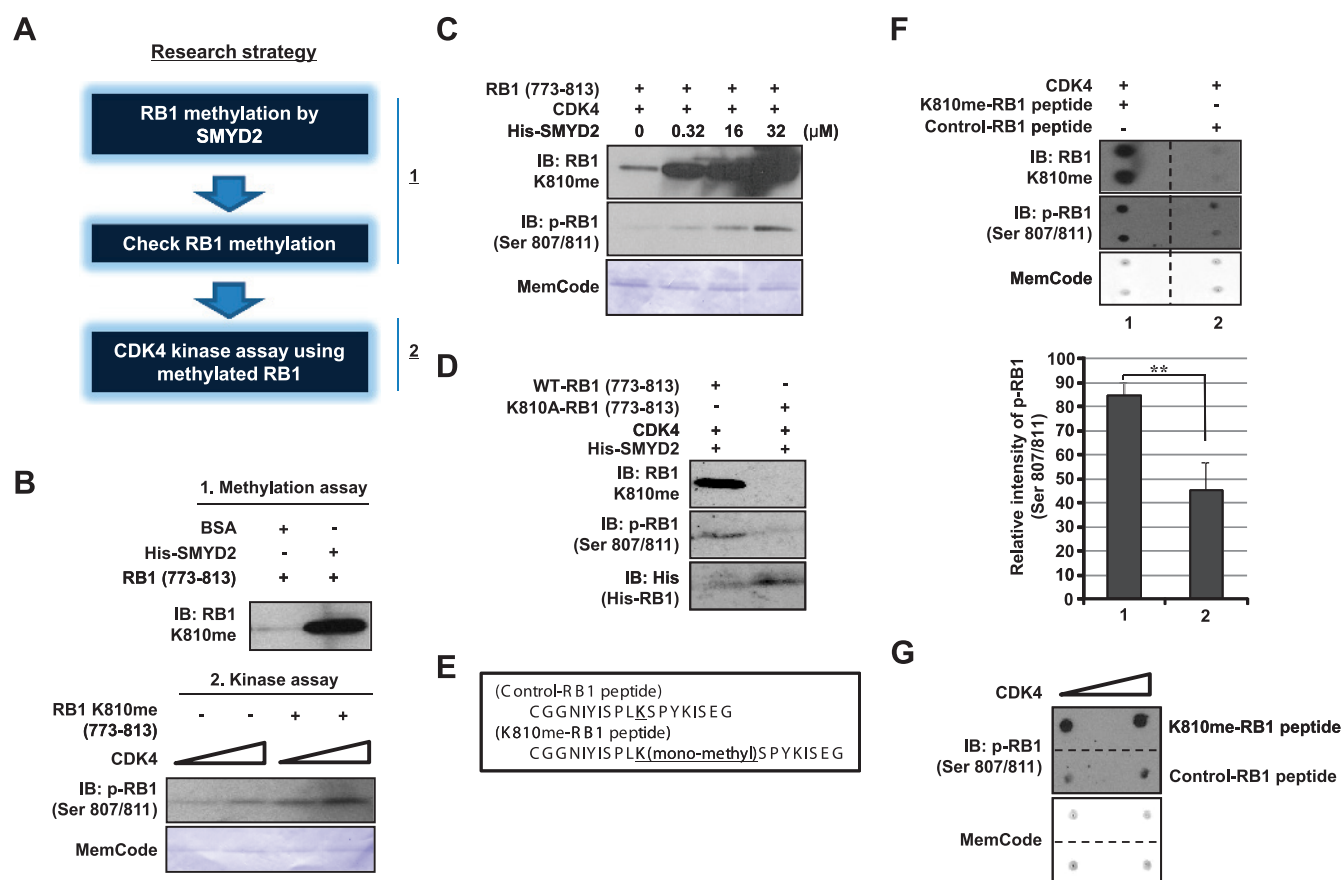 A
Research strategy
RB1 methylation by
SMYD2
Check RB1 methylation
CDK4 kinase assay using
methylated RB1
1
2
B
1. Methylation assay
BSA + -
His-SMYD2 - +
RB1 (773-813) + +
IB: RB1
K810me
2. Kinase assay
RB1 K810me - - + +
(773-813)
CDK4
IB: p-RB1
(Ser 807/811)
MemCode
C
RB1 (773-813) + + + +
CDK4 + + + +
His-SMYD2 0 0.32 16 32 (μM)
IB: RB1
K810me
IB: p-RB1
(Ser 807/811)
MemCode
D
WT-RB1 (773-813) + -
K810A-RB1 (773-813) - +
CDK4 + +
His-SMYD2 + +
IB: RB1
K810me
IB: p-RB1
(Ser 807/811)
IB: His
(His-RB1)
E
(Control-RB1 peptide)
CGGNIYISPLKSPYKISEG
(K810me-RB1 peptide)
CGGNIYISPLK(mono-methyl)SPYKISEG
F
CDK4 + +
K810me-RB1 peptide + -
Control-RB1 peptide - +
IB: RB1
K810me
IB: p-RB1
(Ser 807/811)
MemCode
1 2
Relative intensity of p-RB1
(Ser 807/811)
100
90
80
70
60
50
40
30
20
10
0
**
1 2
G
CDK4
IB: p-RB1
(Ser 807/811)
K810me-RB1 peptide
Control-RB1 peptide
MemCode